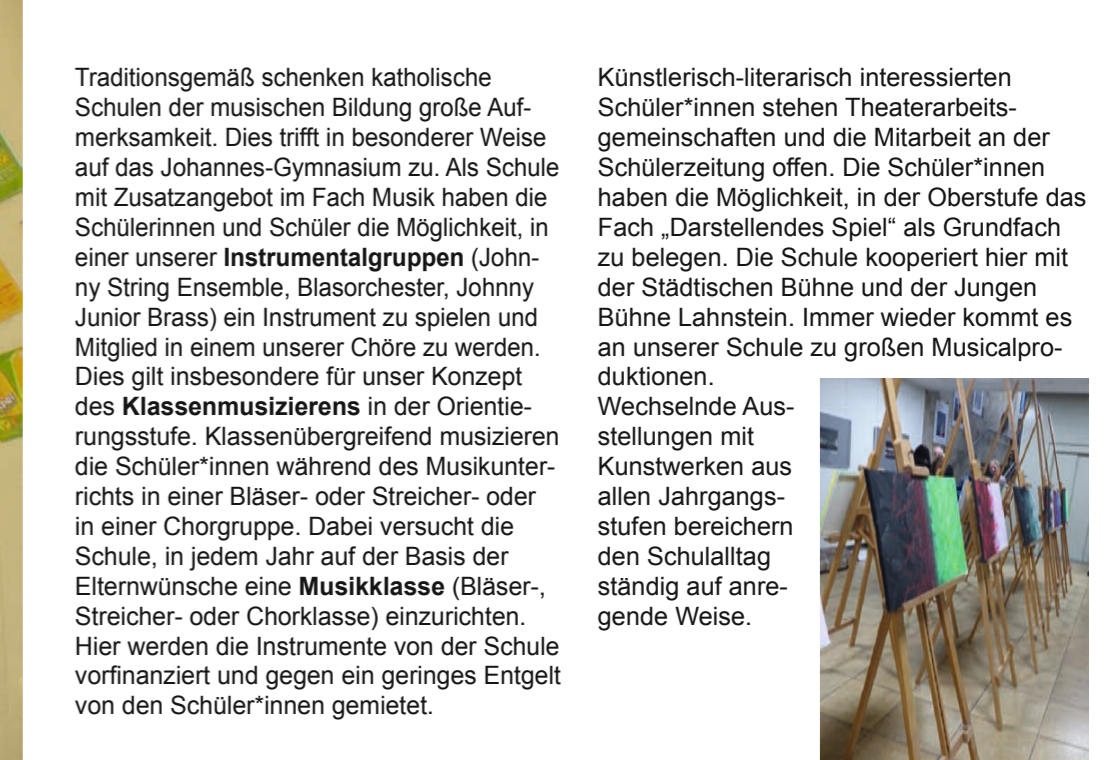 Traditionsgemäß schenken katholische
Schulen der musischen Bildung große Auf-
merksamkeit. Dies trifft in besonderer Weise
auf das Johannes-Gymnasium zu. Als Schule
mit Zusatzangebot im Fach Musik haben die
Schülerinnen und Schüler die Möglichkeit, in
einer unserer Instrumentalgruppen (John-
ny String Ensemble, Blasorchester, Johnny
Junior Brass) ein Instrument zu spielen und
Mitglied in einem unserer Chöre zu werden.
Dies gilt insbesondere für unser Konzept
des Klassenmusizierens in der Orientie-
rungsstufe. Klassenübergreifend musizieren
die Schüler*innen während des Musikunter-
richts in einer Bläser- oder Streicher- oder
in einer Chorgruppe. Dabei versucht die
Schule, in jedem Jahr auf der Basis der
Elternwünsche eine Musikklasse (Bläser-,
Streicher- oder Chorklasse) einzurichten.
Hier werden die Instrumente von der Schule
vorfinanziert und gegen ein geringes Entgelt
von den Schüler*innen gemietet.
Künstlerisch-literarisch interessierten
Schüler*innen stehen Theaterarbeits-
gemeinschaften und die Mitarbeit an der
Schülerzeitung offen. Die Schüler*innen
haben die Möglichkeit, in der Oberstufe das
Fach „Darstellendes Spiel“ als Grundfach
zu belegen. Die Schule kooperiert hier mit
der Städtischen Bühne und der Jungen
Bühne Lahnstein. Immer wieder kommt es
an unserer Schule zu großen Musicalpro-
duktionen.
Wechselnde Aus-
stellungen mit
Kunstwerken aus
allen Jahrgangs-
stufen bereichern
den Schulalltag
ständig auf anre-
gende Weise.